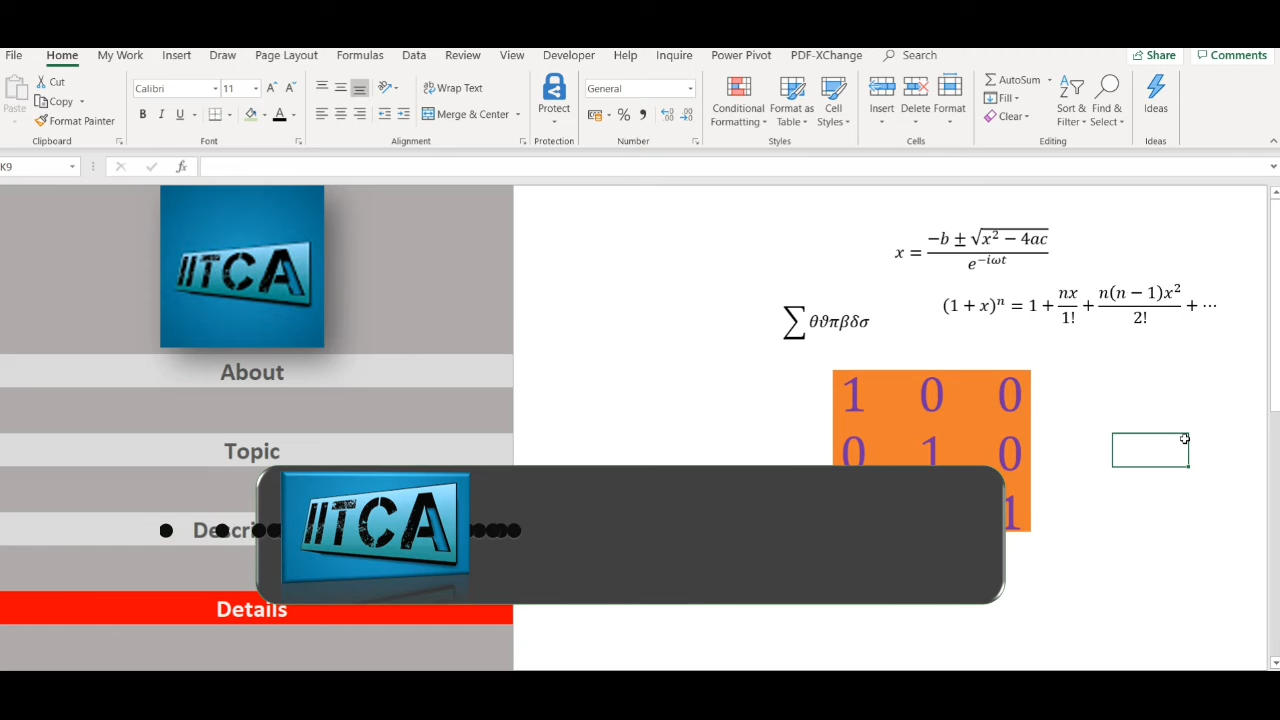 File Home My Work Insert Draw Page Layout Formulas Data Review View Developer Help Inquire Power Pivot PDF-XChange Search Share Comments
Paste Cut Copy Format Painter
Clipboard
Calibri 11
B I U A
Font
Wrap Text
Merge & Center
Alignment
Protect
Protection
General
%
Number
Conditional Formatting Format as Table Cell Styles
Styles
Insert Delete Format
Cells
AutoSum
Fill
Clear
Sort & Filter Find & Select
Editing
Ideas
Ideas
K9 fx
IITCA
About
Topic
Descri
Details
x = (−b ± √(x² − 4ac)) / e^(−iωt)
(1 + x)ⁿ = 1 + nx/1! + n(n − 1)x²/2! + ⋯
∑ θϑπβδσ
1 0 0
0 1 0
1
IITCA